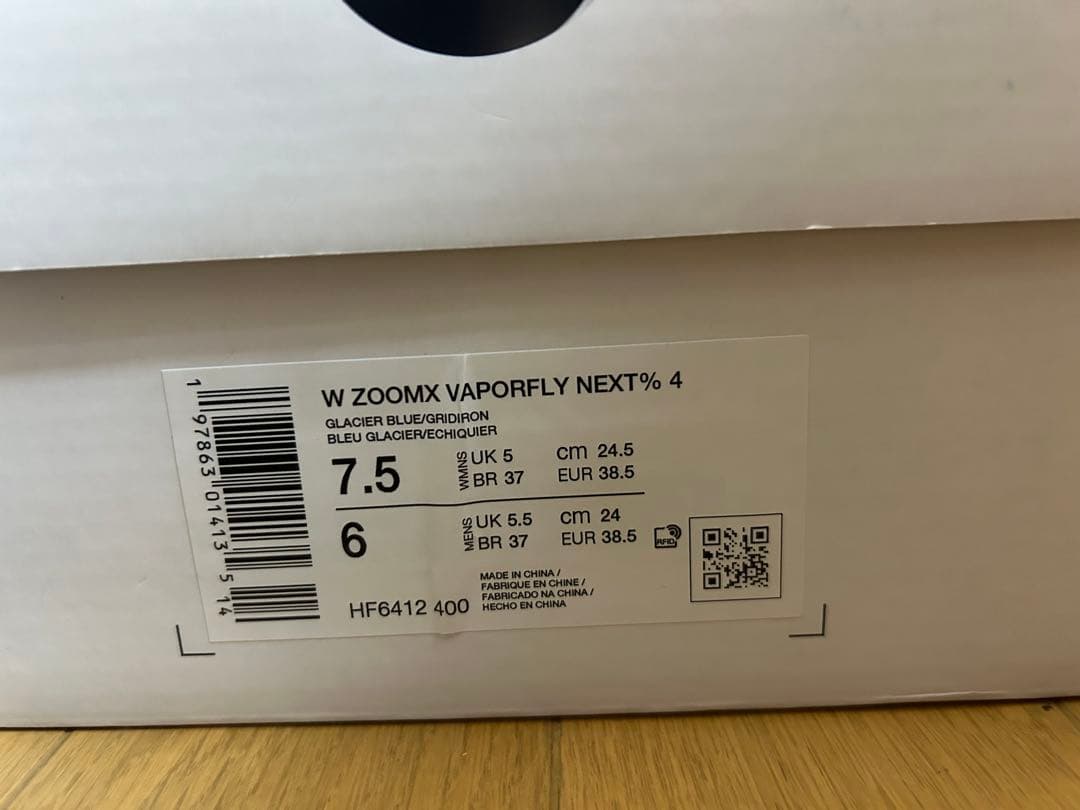 W ZOOMX VAPORFLY NEXT% 4
GLACIER BLUE/GRIDIRON
BLEU GLACIER/ECHIQUIER
7.5 WMNS UK 5 cm 24.5
BR 37 EUR 38.5
6 MENS UK 5.5 cm 24
BR 37 EUR 38.5
RFID
MADE IN CHINA /
FABRIQUE EN CHINE /
FABRICADO NA CHINA /
HECHO EN CHINA
HF6412 400
1 97863 01413 5 14